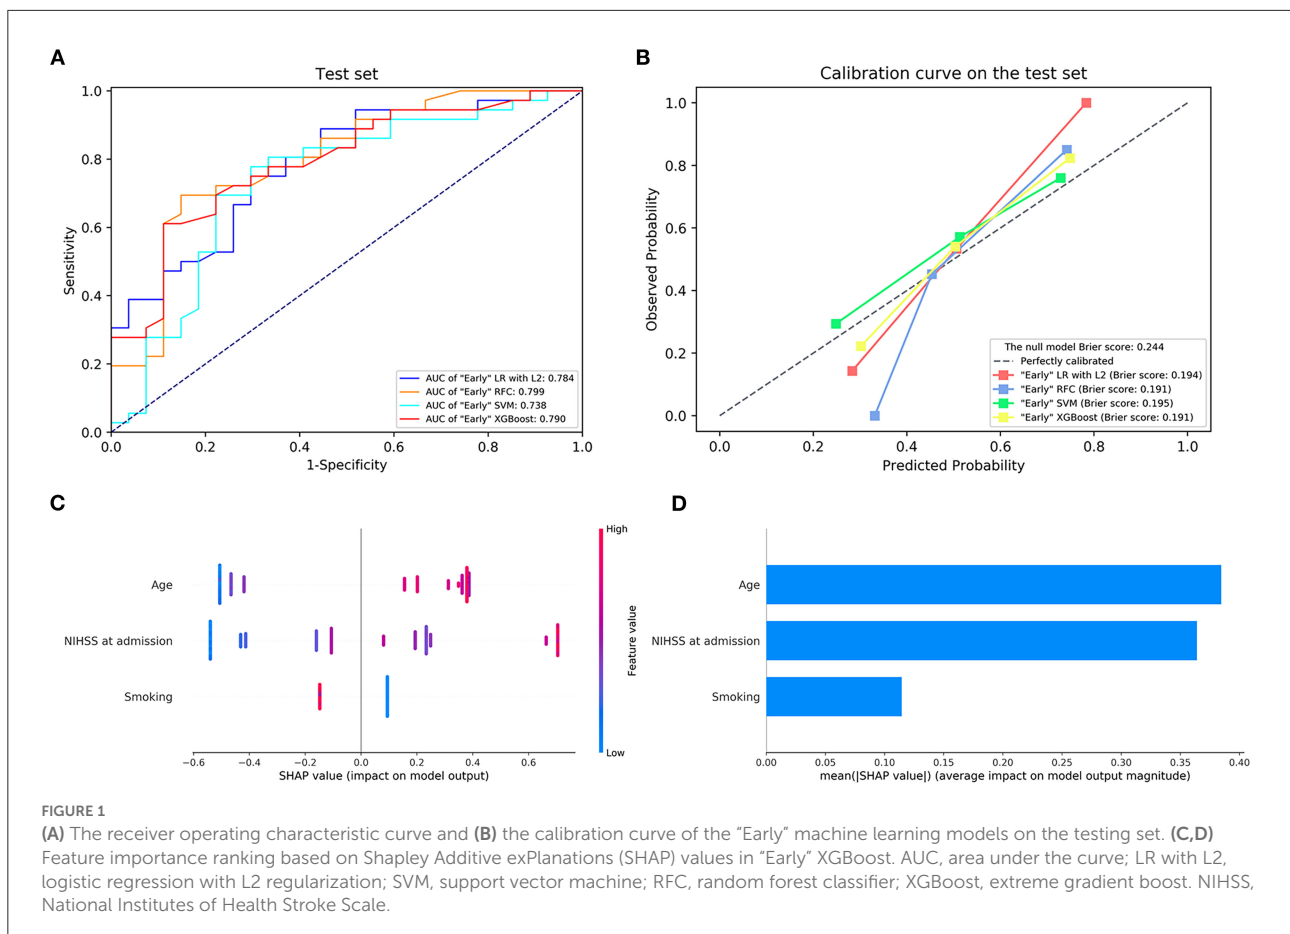 A
Test set
1.0
0.8
0.6
0.4
0.2
0.0
Sensitivity
AUC of "Early" LR with L2: 0.784
AUC of "Early" RFC: 0.799
AUC of "Early" SVM: 0.738
AUC of "Early" XGBoost: 0.790
0.0 0.2 0.4 0.6 0.8 1.0
1-Specificity
B
Calibration curve on the test set
1.0
0.8
0.6
0.4
0.2
0.0
Observed Probability
The null model Brier score: 0.244
Perfectly calibrated
"Early" LR with L2 (Brier score: 0.194)
"Early" RFC (Brier score: 0.191)
"Early" SVM (Brier score: 0.195)
"Early" XGBoost (Brier score: 0.191)
0.0 0.2 0.4 0.6 0.8 1.0
Predicted Probability
C
Age
NIHSS at admission
Smoking
−0.6 −0.4 −0.2 0.0 0.2 0.4 0.6
SHAP value (impact on model output)
High
Feature value
Low
D
Age
NIHSS at admission
Smoking
0.00 0.05 0.10 0.15 0.20 0.25 0.30 0.35 0.40
mean(|SHAP value|) (average impact on model output magnitude)
FIGURE 1
(A) The receiver operating characteristic curve and (B) the calibration curve of the “Early” machine learning models on the testing set. (C,D)
Feature importance ranking based on Shapley Additive exPlanations (SHAP) values in “Early” XGBoost. AUC, area under the curve; LR with L2,
logistic regression with L2 regularization; SVM, support vector machine; RFC, random forest classifier; XGBoost, extreme gradient boost. NIHSS,
National Institutes of Health Stroke Scale.